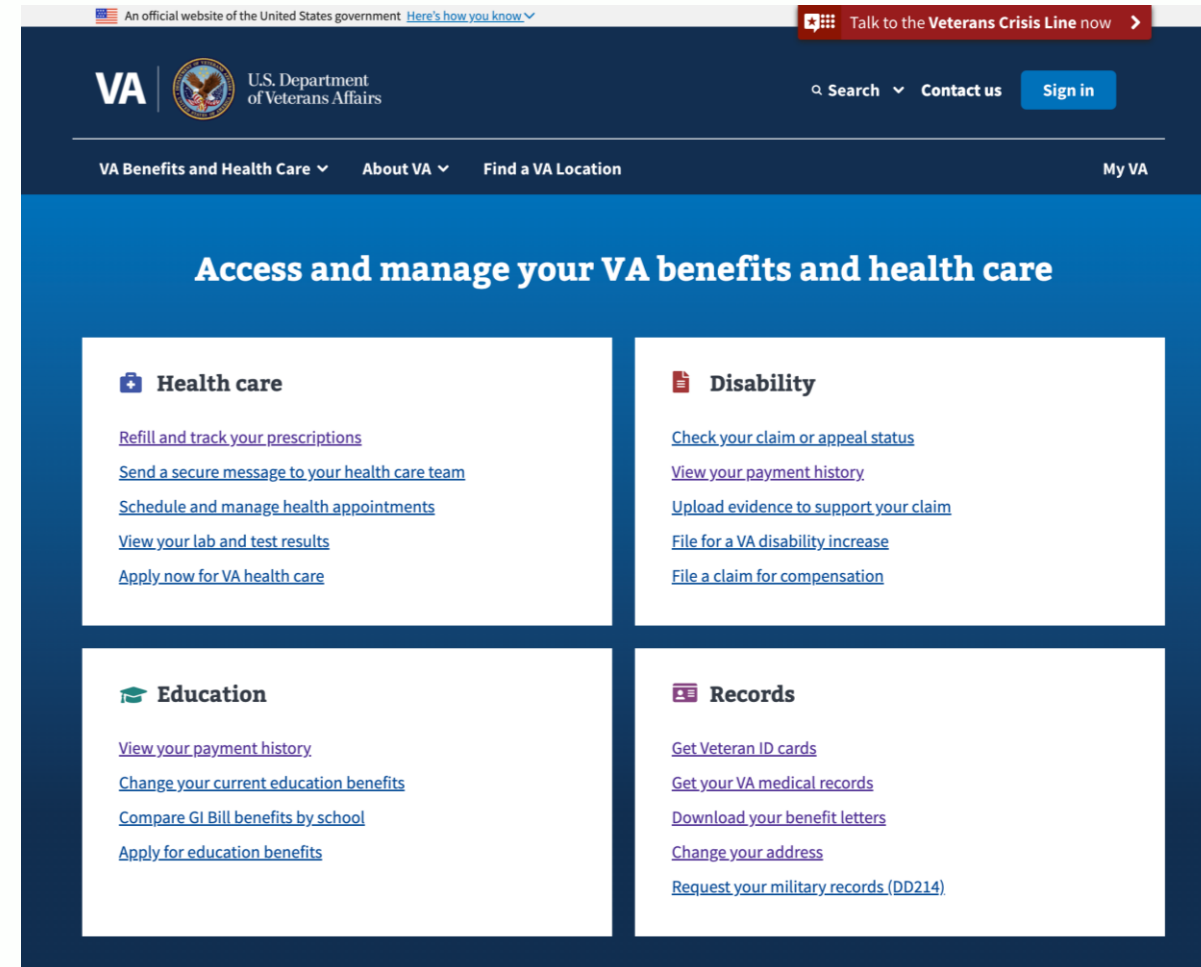 An official website of the United States government Here's how you know
Talk to the Veterans Crisis Line now
VA
U.S. Department
of Veterans Affairs
Search
Contact us
Sign in
VA Benefits and Health Care
About VA
Find a VA Location
My VA
Access and manage your VA benefits and health care
Health care
Refill and track your prescriptions
Send a secure message to your health care team
Schedule and manage health appointments
View your lab and test results
Apply now for VA health care
Disability
Check your claim or appeal status
View your payment history
Upload evidence to support your claim
File for a VA disability increase
File a claim for compensation
Education
View your payment history
Change your current education benefits
Compare GI Bill benefits by school
Apply for education benefits
Records
Get Veteran ID cards
Get your VA medical records
Download your benefit letters
Change your address
Request your military records (DD214)